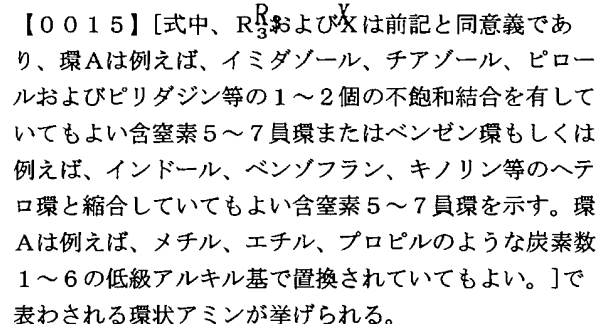 【0015】[式中、R₃およびXは前記と同意義であ
り、環Aは例えば、イミダゾール、チアゾール、ピロー
ルおよびピリダジン等の1～2個の不飽和結合を有して
いてもよい含窒素5～7員環またはベンゼン環もしくは
例えば、インドール、ベンゾフラン、キノリン等のヘテ
ロ環と縮合していてもよい含窒素5～7員環を示す。環
Aは例えば、メチル、エチル、プロピルのような炭素数
1～6の低級アルキル基で置換されていてもよい。]で
表わされる環状アミンが挙げられる。